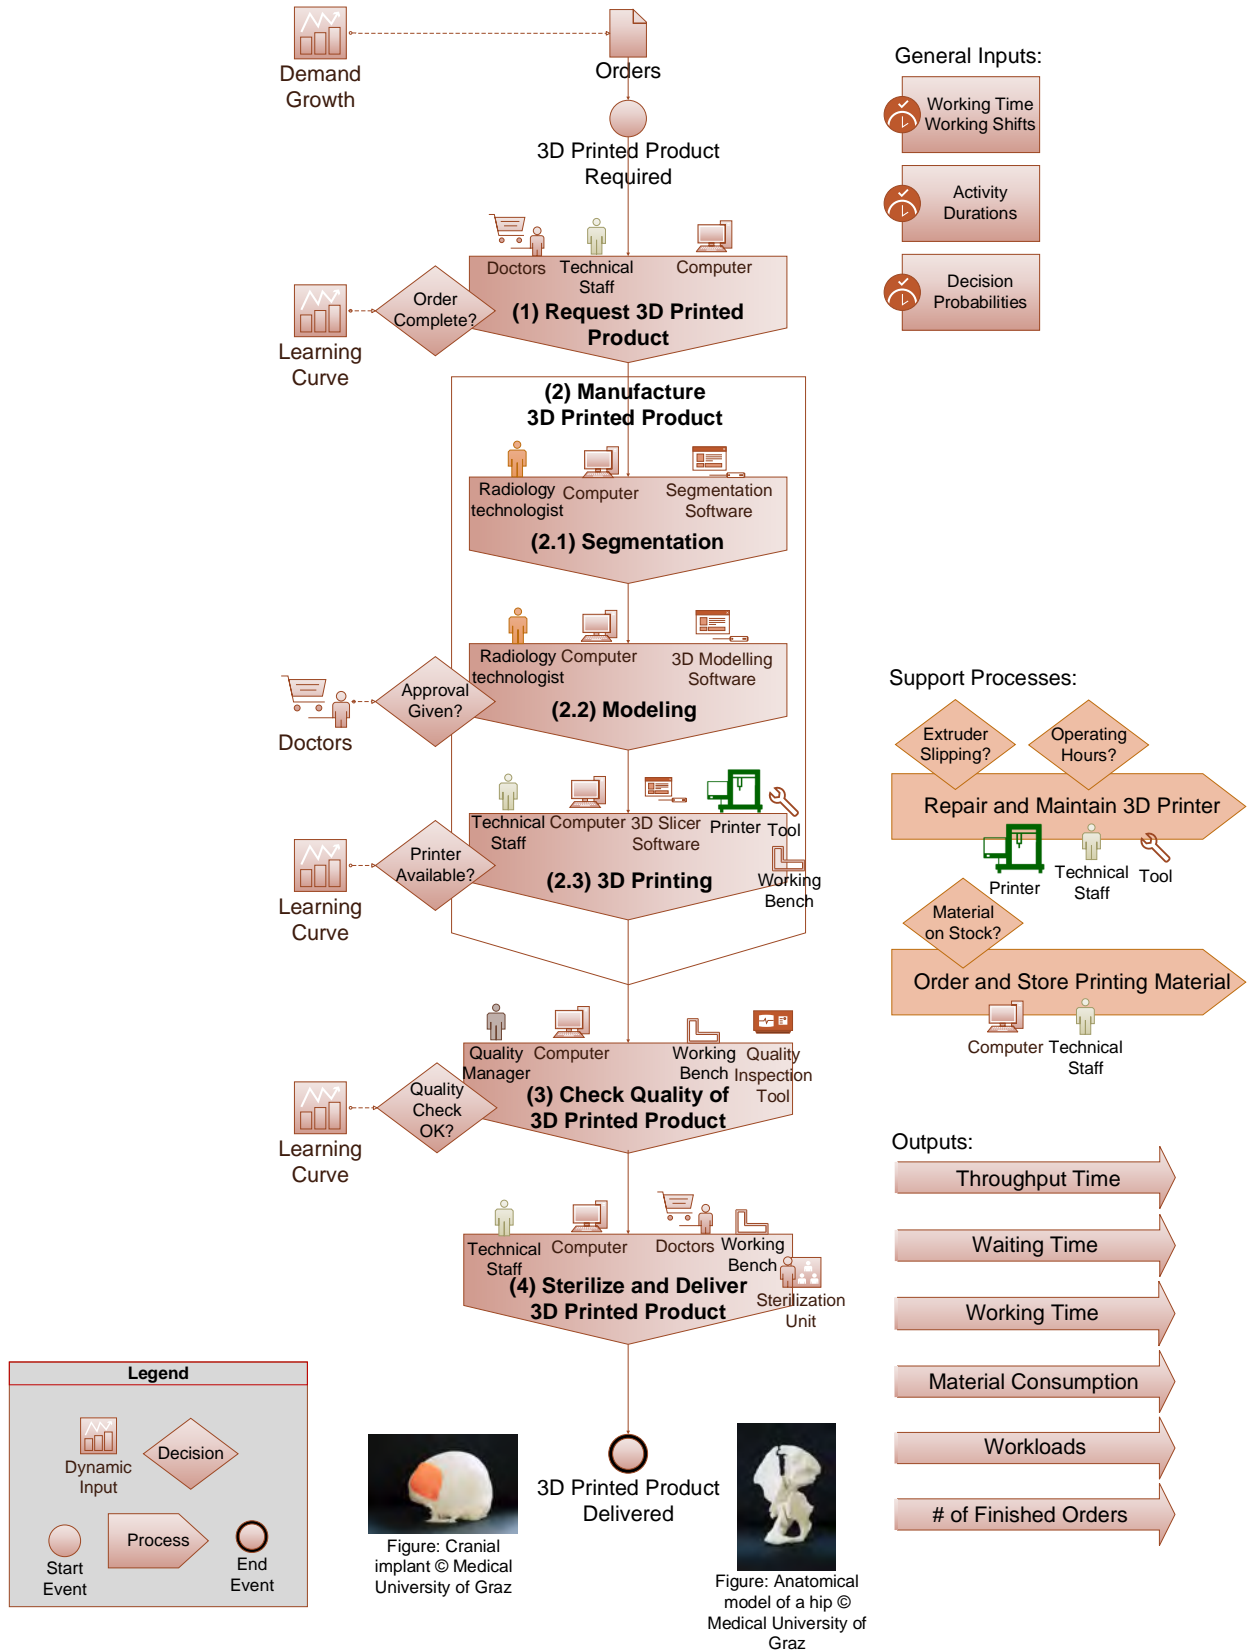 Demand
Growth
Orders
3D Printed Product
Required
General Inputs:
Working Time
Working Shifts
Activity
Durations
Decision
Probabilities
Doctors
Technical
Staff
Computer
Order
Complete?
(1) Request 3D Printed
Product
Learning
Curve
(2) Manufacture
3D Printed Product
Radiology
technologist
Computer
Segmentation
Software
(2.1) Segmentation
Radiology
technologist
Computer
3D Modelling
Software
Approval
Given?
(2.2) Modeling
Doctors
Technical
Staff
Computer
3D Slicer
Software
Printer
Tool
Working
Bench
Printer
Available?
(2.3) 3D Printing
Learning
Curve
Support Processes:
Extruder
Slipping?
Operating
Hours?
Repair and Maintain 3D Printer
Printer
Technical
Staff
Tool
Material
on Stock?
Order and Store Printing Material
Computer
Technical
Staff
Quality
Manager
Computer
Working
Bench
Quality
Inspection
Tool
Quality
Check
OK?
(3) Check Quality of
3D Printed Product
Learning
Curve
Technical
Staff
Computer
Doctors
Working
Bench
(4) Sterilize and Deliver
3D Printed Product
Sterilization
Unit
Outputs:
Throughput Time
Waiting Time
Working Time
Material Consumption
Workloads
# of Finished Orders
Legend
Dynamic
Input
Decision
Start
Event
Process
End
Event
Figure: Cranial
implant © Medical
University of Graz
3D Printed Product
Delivered
Figure: Anatomical
model of a hip ©
Medical University of
Graz